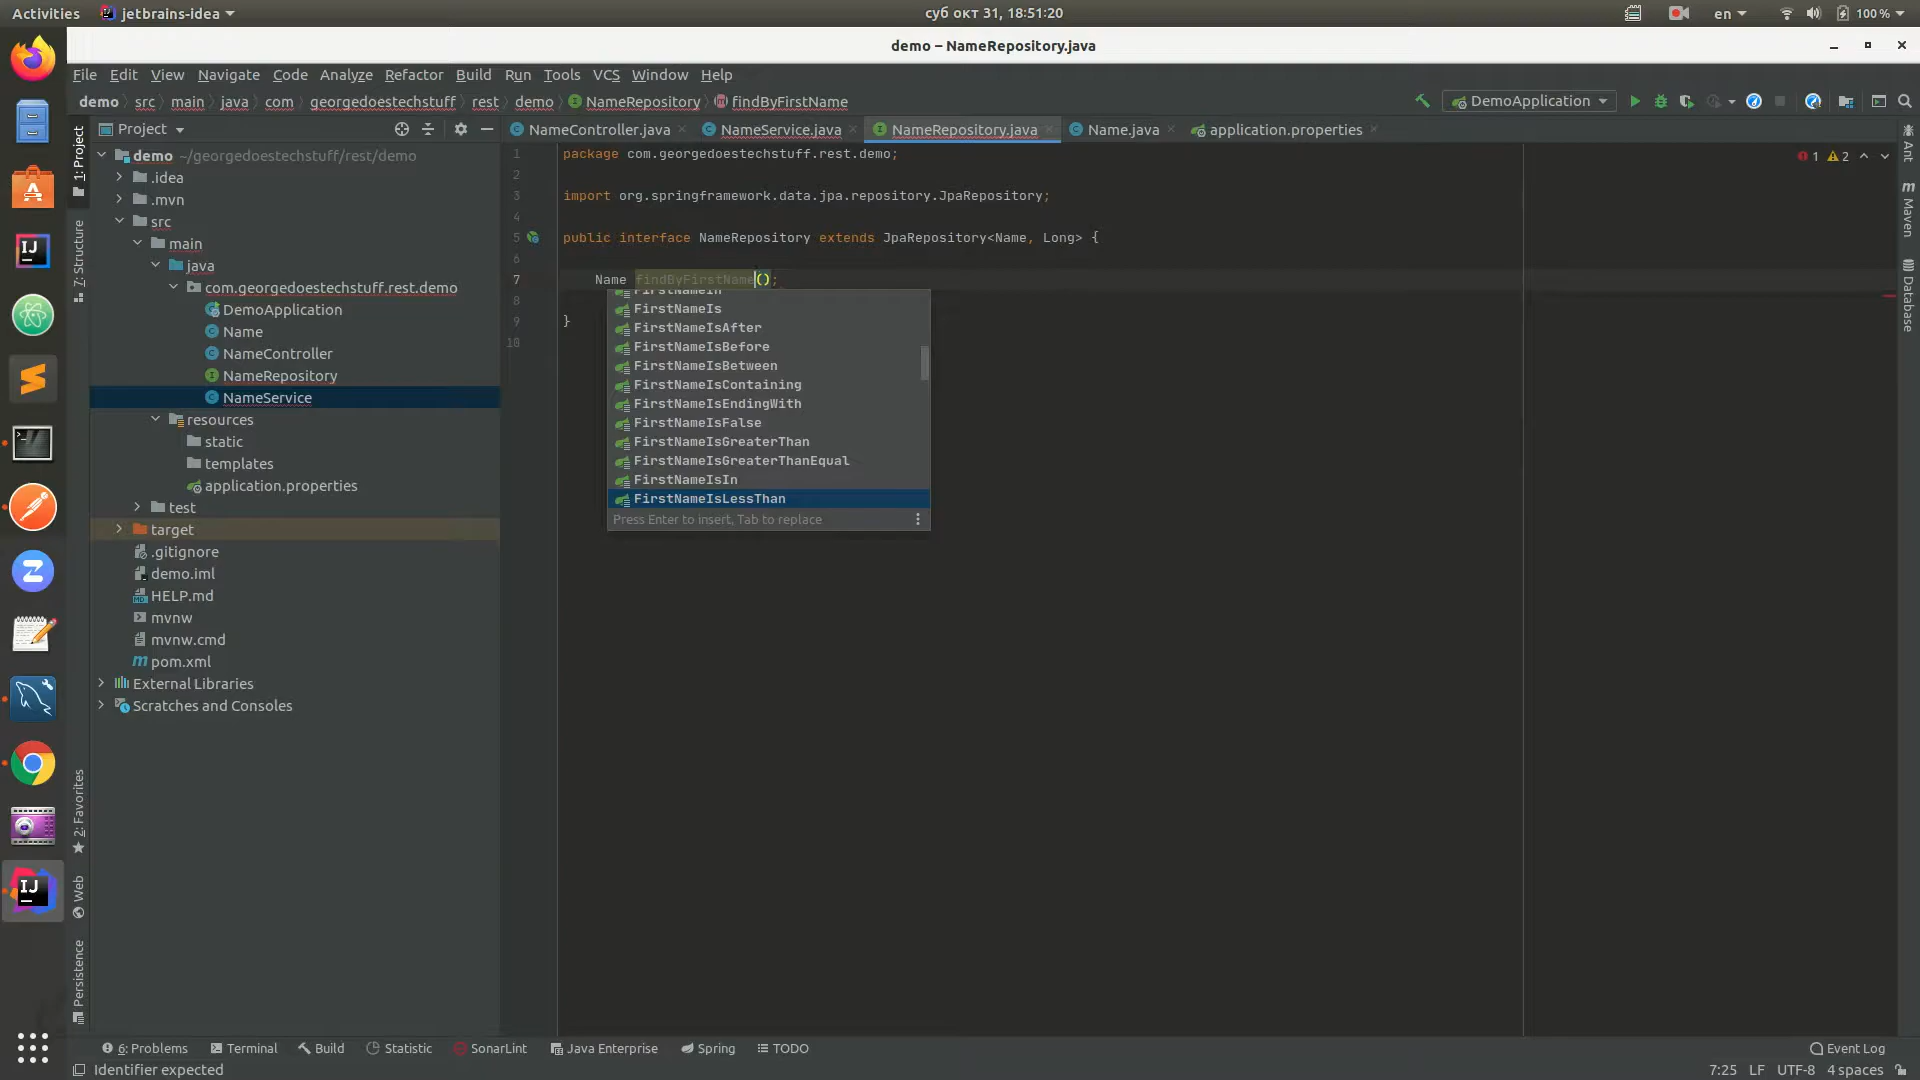 Activities
jetbrains-idea
суб окт 31, 18:51:20
en
100 %
demo – NameRepository.java
File Edit View Navigate Code Analyze Refactor Build Run Tools VCS Window Help
demo src main java com georgedoestechstuff rest demo NameRepository findByFirstName
DemoApplication
Project
NameController.java
NameService.java
NameRepository.java
Name.java
application.properties
1: Project
7: Structure
2: Favorites
Web
Persistence
demo ~/georgedoestechstuff/rest/demo
.idea
.mvn
src
main
java
com.georgedoestechstuff.rest.demo
DemoApplication
Name
NameController
NameRepository
NameService
resources
static
templates
application.properties
test
target
.gitignore
demo.iml
HELP.md
mvnw
mvnw.cmd
pom.xml
External Libraries
Scratches and Consoles
1 package com.georgedoestechstuff.rest.demo;
2
3 import org.springframework.data.jpa.repository.JpaRepository;
4
5 public interface NameRepository extends JpaRepository<Name, Long> {
6
7 Name findByFirstName();
8
9 }
10
FirstNameIn
FirstNameIs
FirstNameIsAfter
FirstNameIsBefore
FirstNameIsBetween
FirstNameIsContaining
FirstNameIsEndingWith
FirstNameIsFalse
FirstNameIsGreaterThan
FirstNameIsGreaterThanEqual
FirstNameIsIn
FirstNameIsLessThan
Press Enter to insert, Tab to replace
1 2
Ant
Maven
Database
6: Problems
Terminal
Build
Statistic
SonarLint
Java Enterprise
Spring
TODO
Event Log
Identifier expected
7:25 LF UTF-8 4 spaces